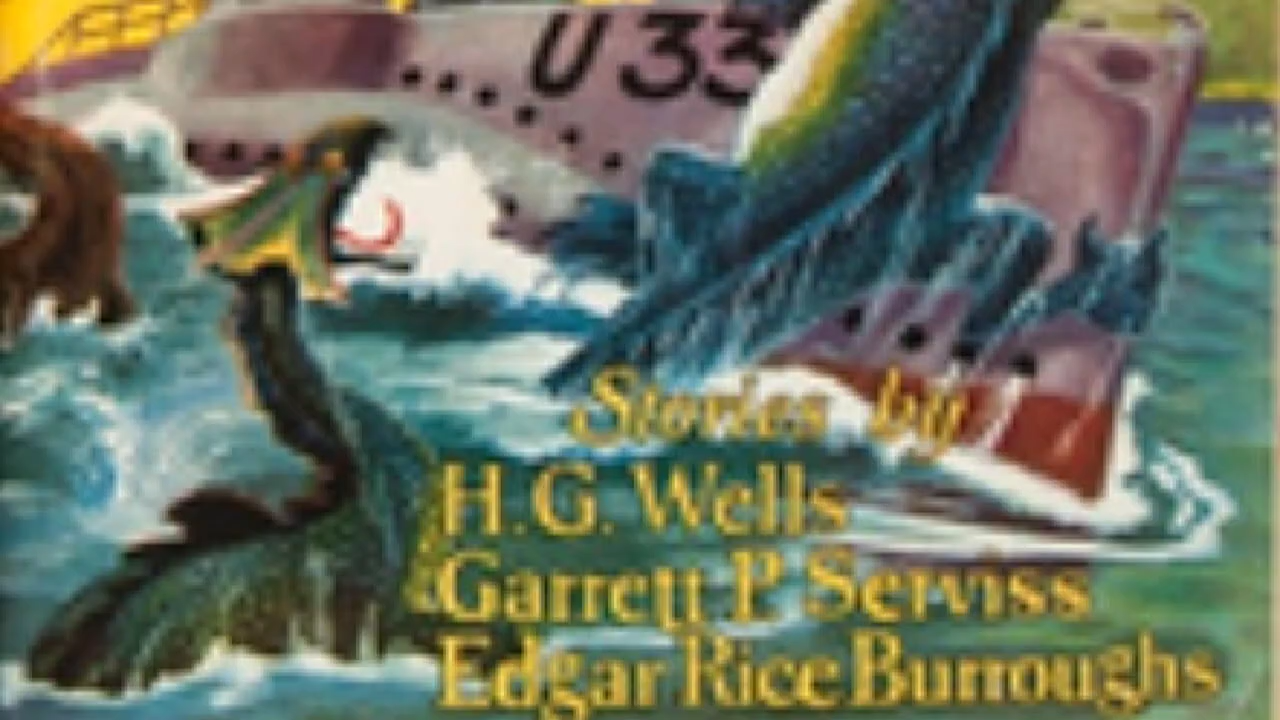 U 33
Stories by
H.G. Wells
Garrett P. Serviss
Edgar Rice Burroughs